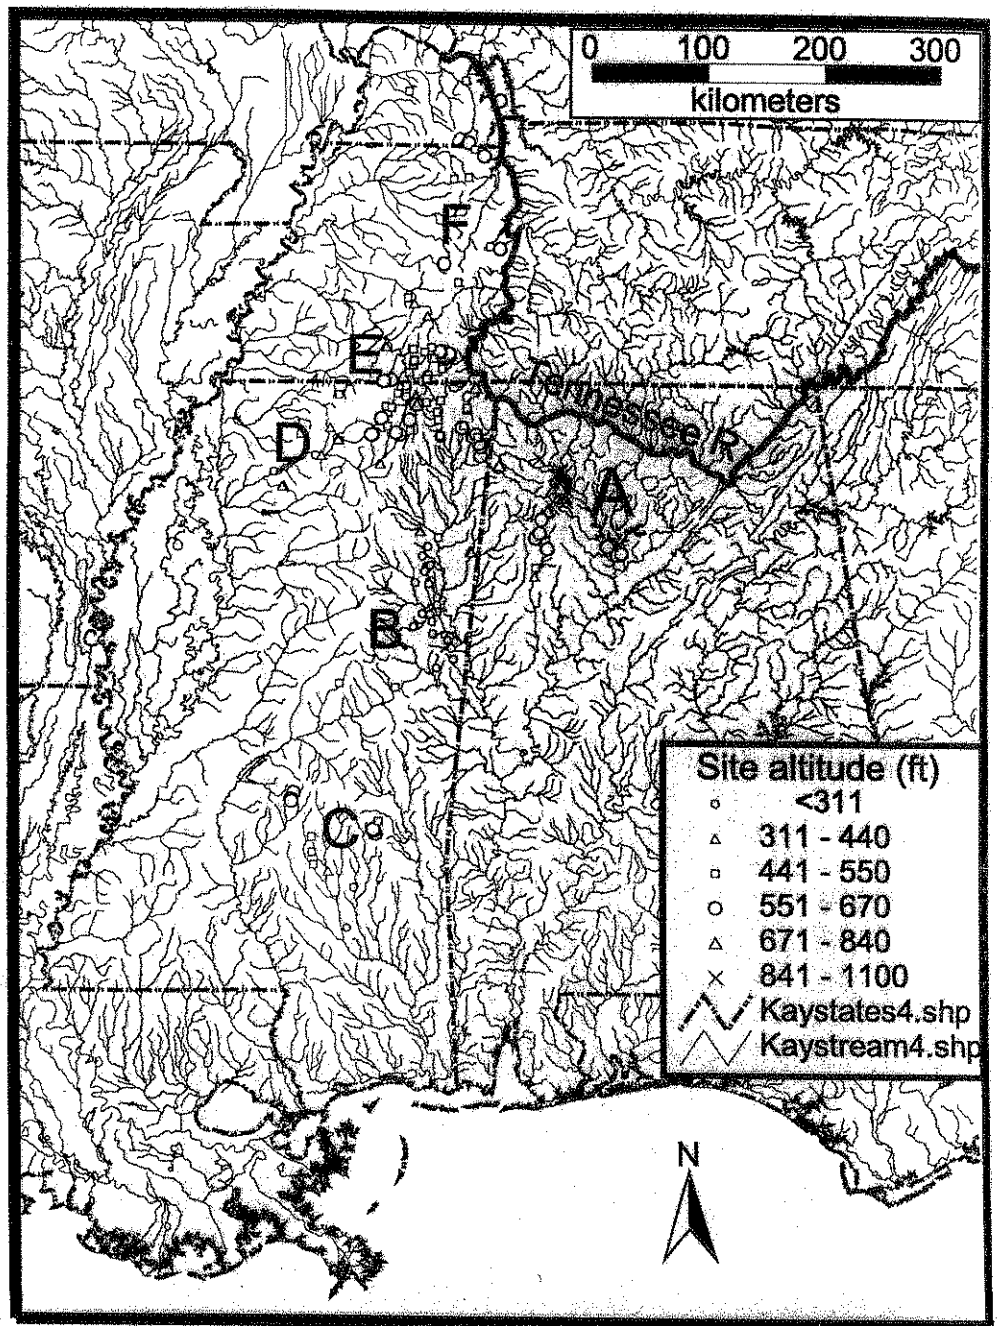 0 100 200 300
kilometers
F
E
Tennessee R.
D
A
B
C
Site altitude (ft)
<311
311 - 440
441 - 550
551 - 670
671 - 840
841 - 1100
Kaystates4.shp
Kaystream4.shp
N